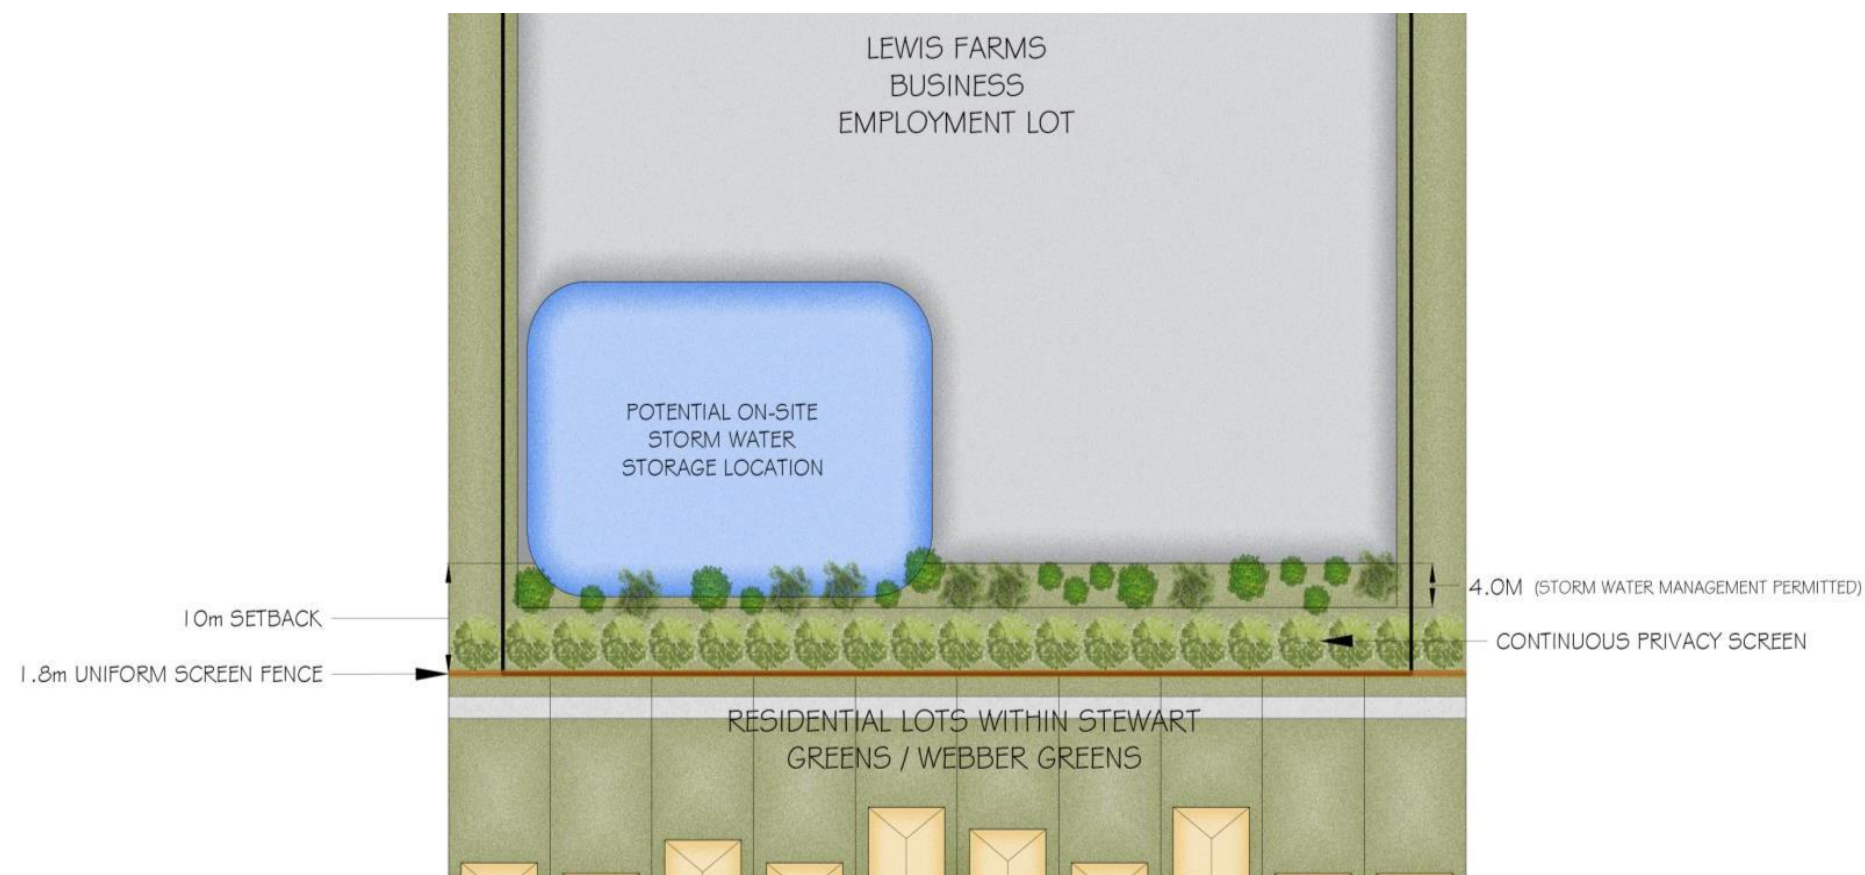 LEWIS FARMS
BUSINESS
EMPLOYMENT LOT
POTENTIAL ON-SITE
STORM WATER
STORAGE LOCATION
4.0M (STORM WATER MANAGEMENT PERMITTED)
10m SETBACK
CONTINUOUS PRIVACY SCREEN
1.8m UNIFORM SCREEN FENCE
RESIDENTIAL LOTS WITHIN STEWART
GREENS / WEBBER GREENS